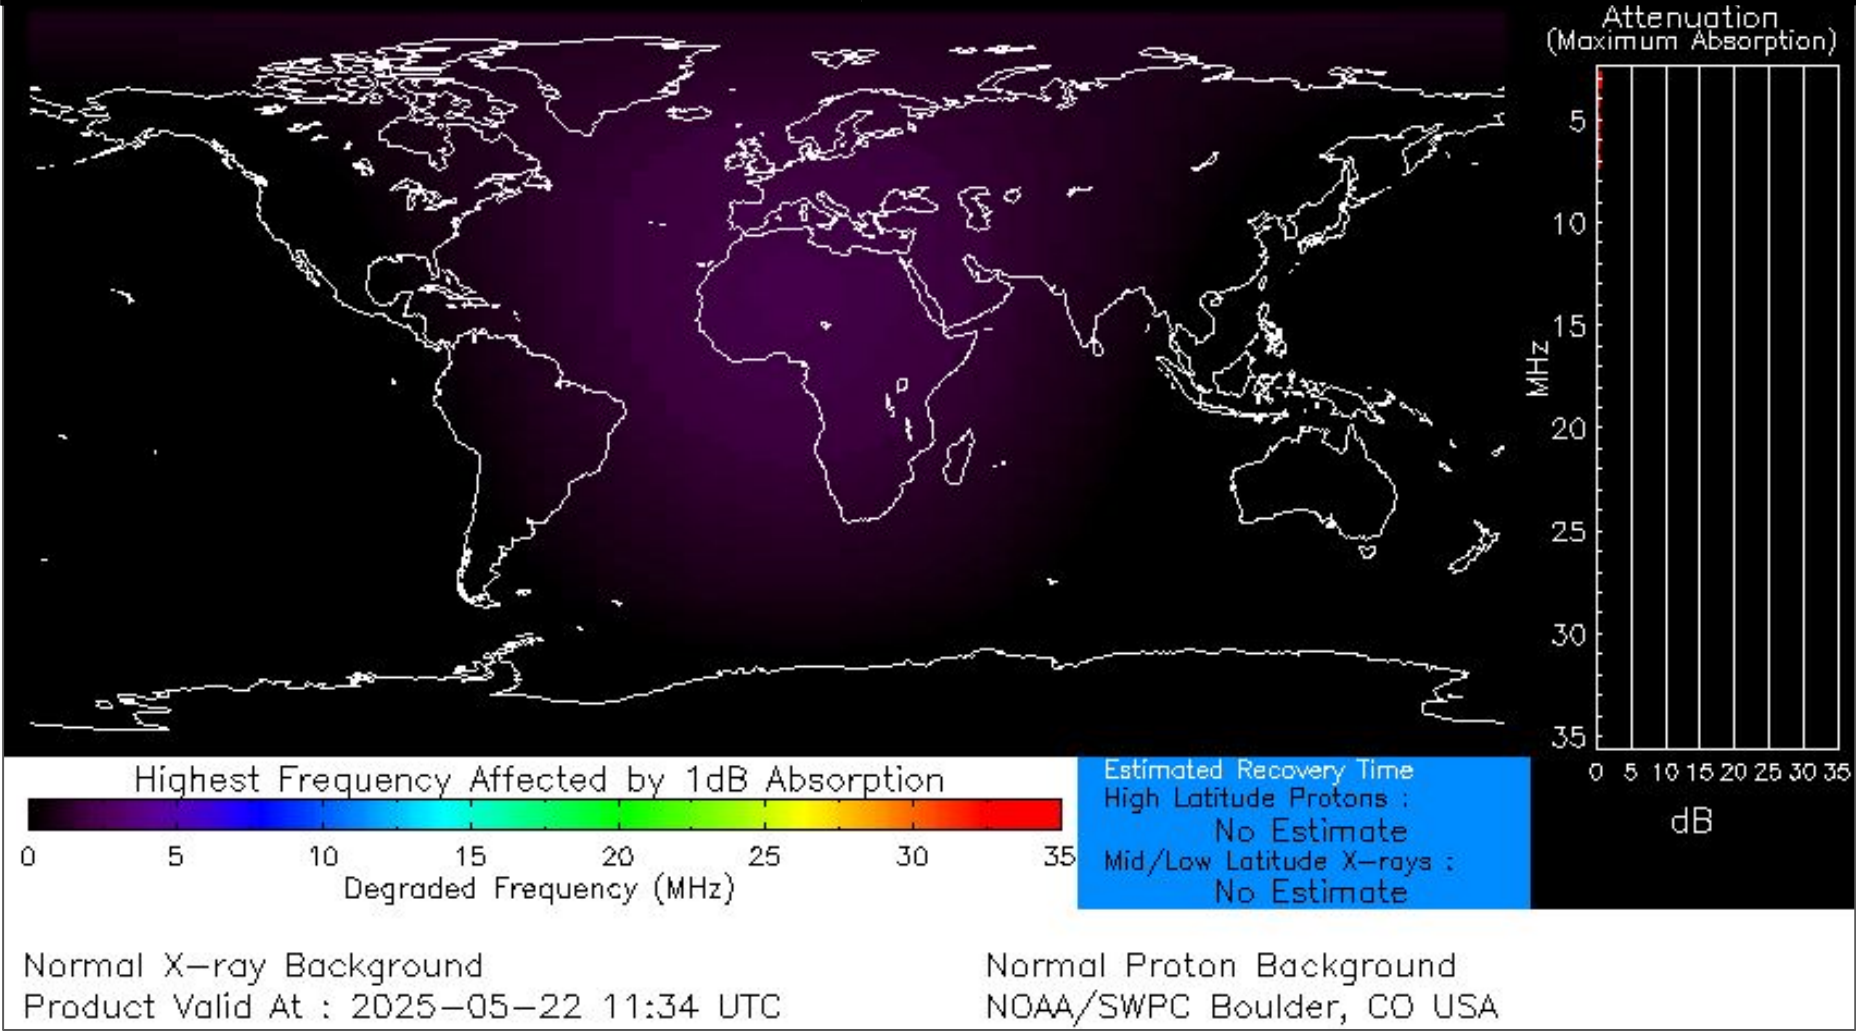 Attenuation
(Maximum Absorption)
5
10
15
20
25
30
35
MHz
0 5 10 15 20 25 30 35
dB
Highest Frequency Affected by 1dB Absorption
0 5 10 15 20 25 30 35
Degraded Frequency (MHz)
Estimated Recovery Time
High Latitude Protons :
No Estimate
Mid/Low Latitude X-rays :
No Estimate
Normal X-ray Background
Product Valid At : 2025-05-22 11:34 UTC
Normal Proton Background
NOAA/SWPC Boulder, CO USA